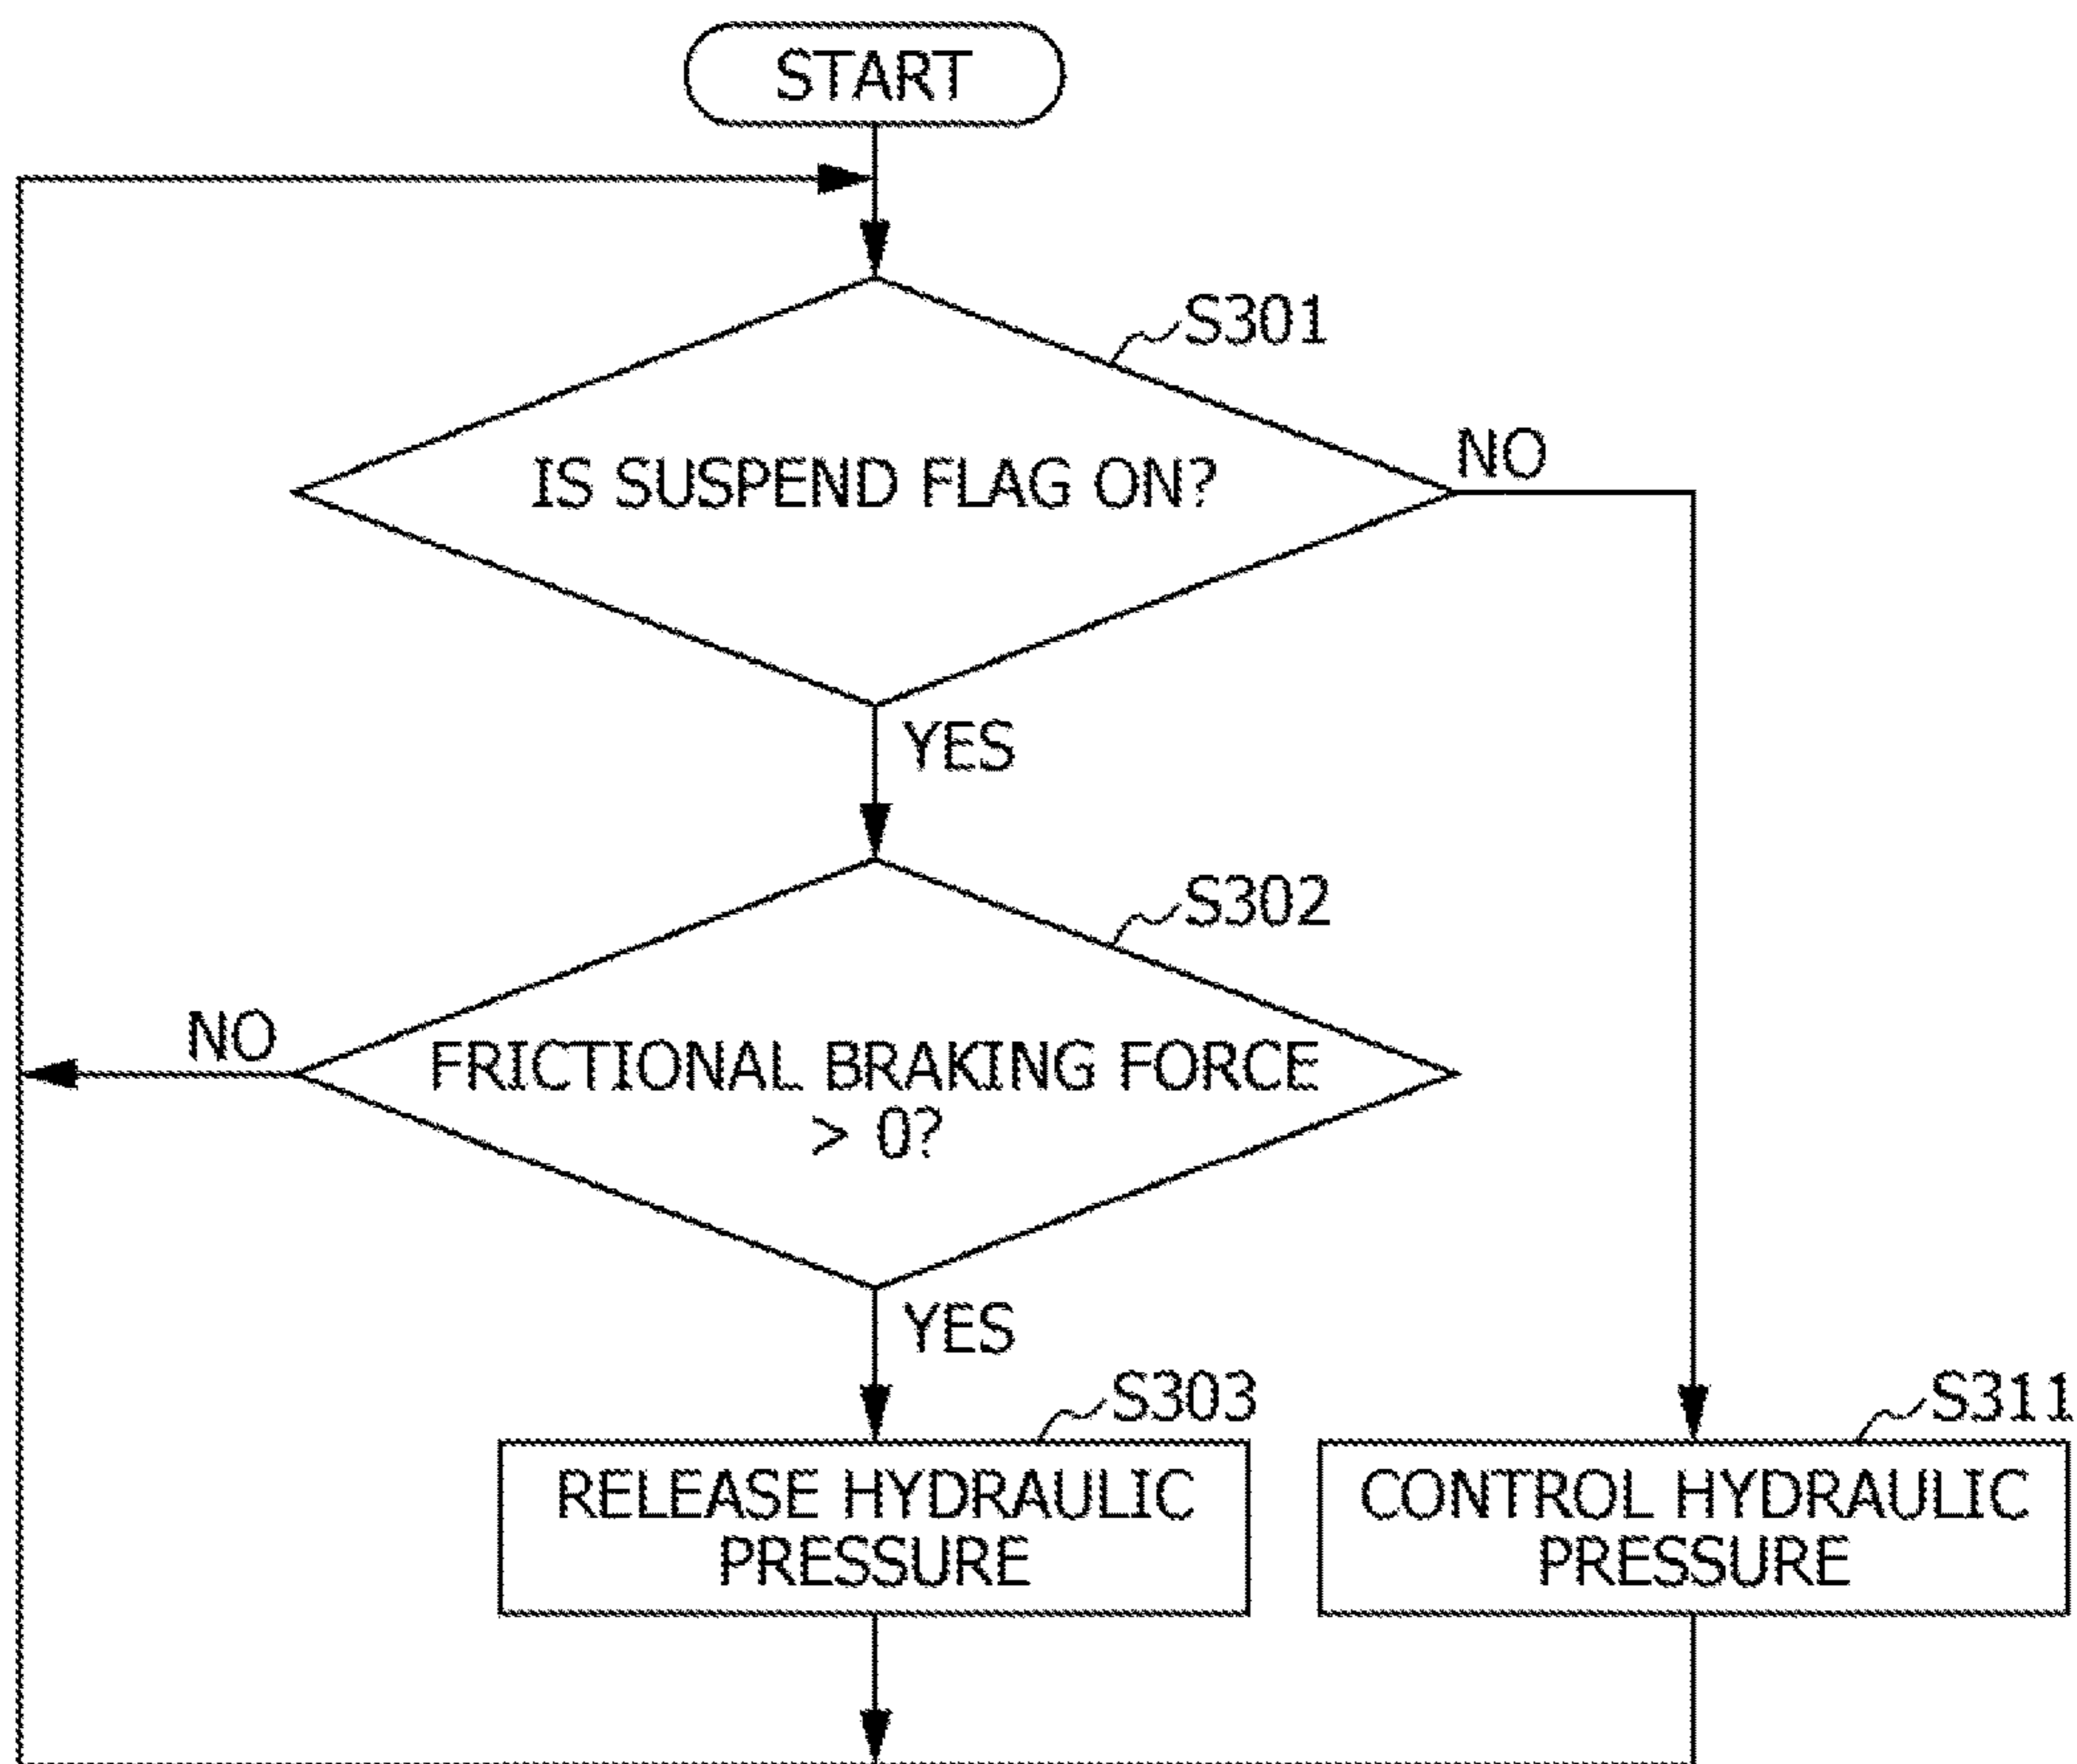 START
S301
IS SUSPEND FLAG ON?
NO
YES
S302
NO
FRICTIONAL BRAKING FORCE
> 0?
YES
S303
RELEASE HYDRAULIC
PRESSURE
S311
CONTROL HYDRAULIC
PRESSURE